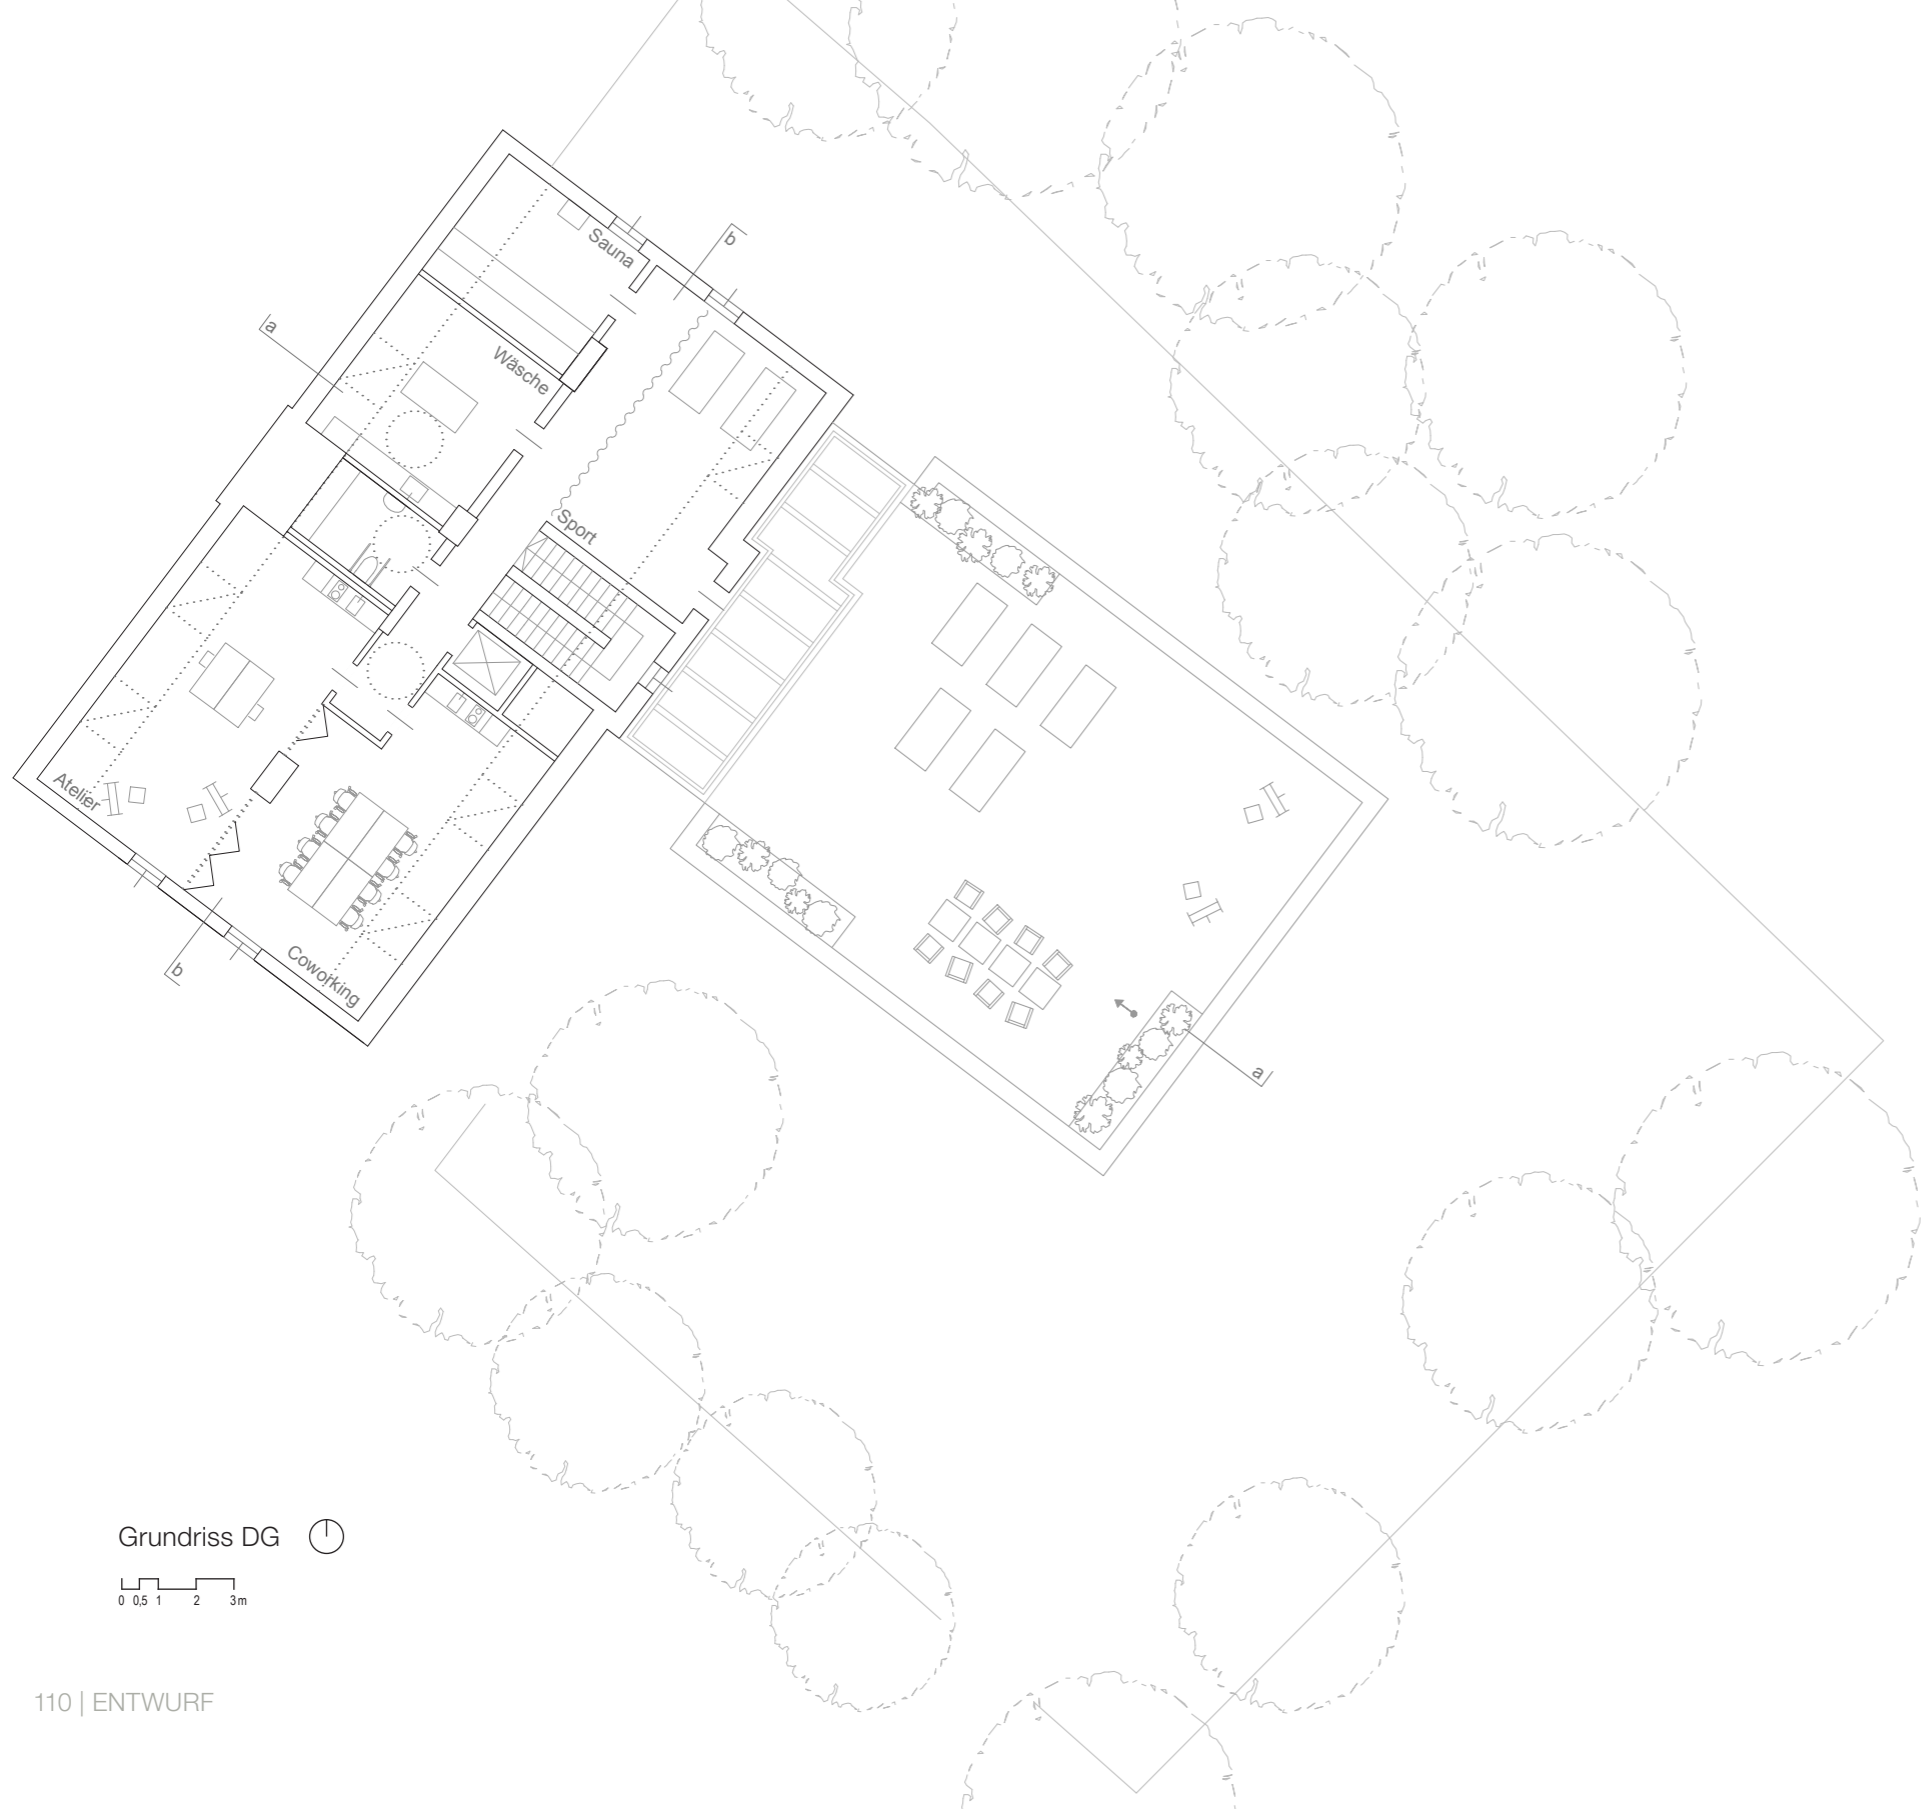 Sauna
b
a
Wäsche
Sport
Atelier
Coworking
b
a
Grundriss DG
0 0,5 1 2 3m
110 | ENTWURF